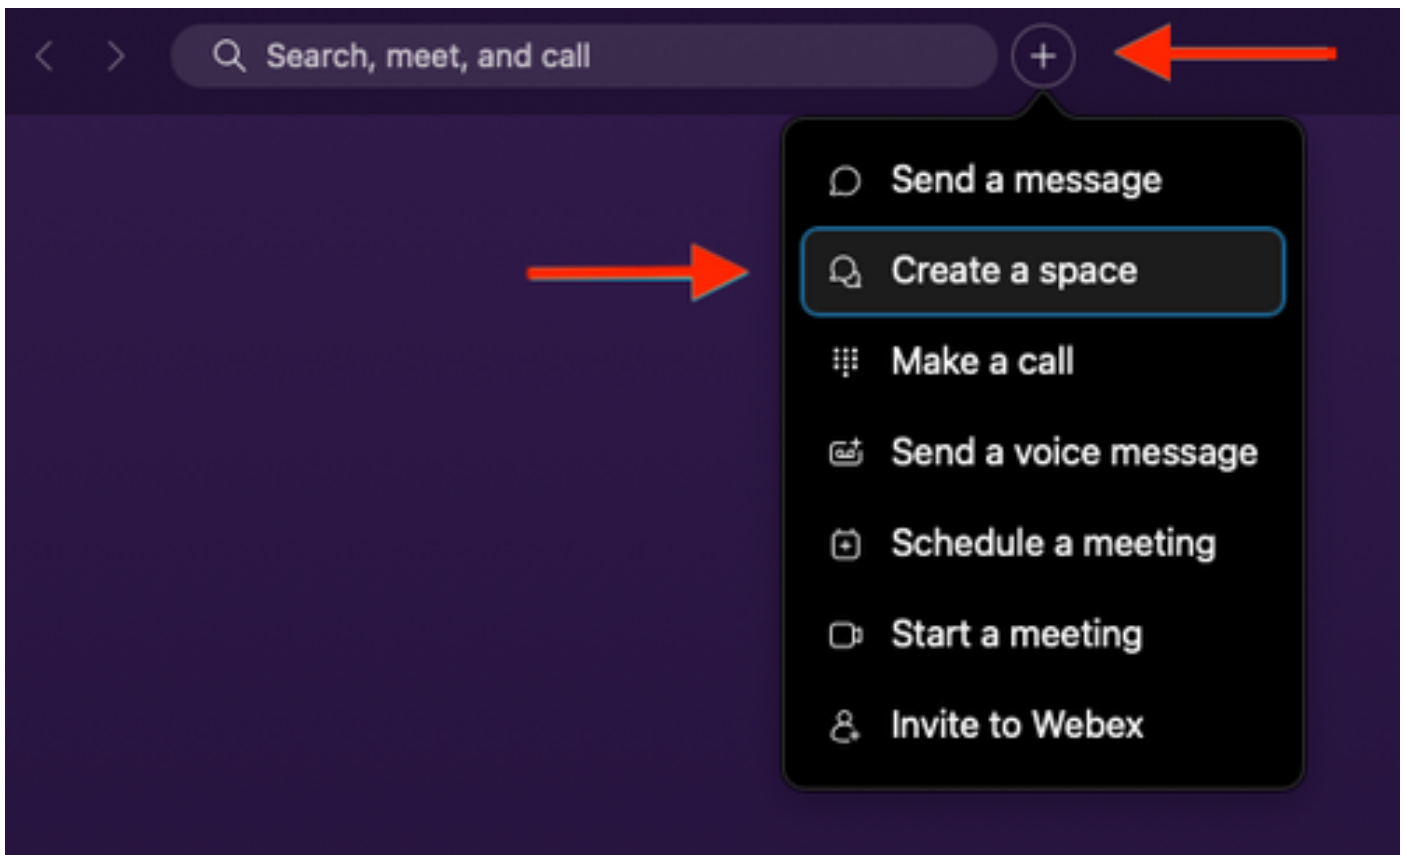 Search, meet, and call
Send a message
Create a space
Make a call
Send a voice message
Schedule a meeting
Start a meeting
Invite to Webex